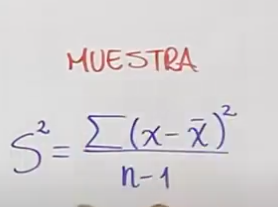 MUESTRA
S² = Σ(x - x̄)² / n - 1